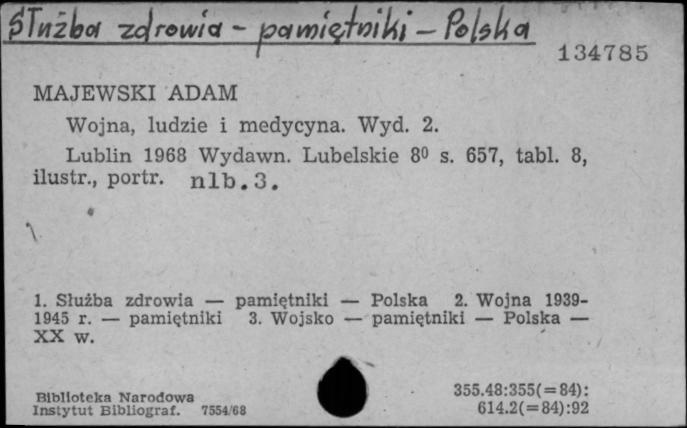 Służba zdrowia - pamiętniki - Polska
134785
MAJEWSKI ADAM
Wojna, ludzie i medycyna. Wyd. 2.
Lublin 1968 Wydawn. Lubelskie 8⁰ s. 657, tabl. 8,
ilustr., portr. nlb.3.
1. Służba zdrowia — pamiętniki — Polska 2. Wojna 1939-
1945 r. — pamiętniki 3. Wojsko — pamiętniki — Polska —
XX w.
Biblioteka Narodowa
Instytut Bibliograf. 7554/68
355.48:355(=84):
614.2(=84):92